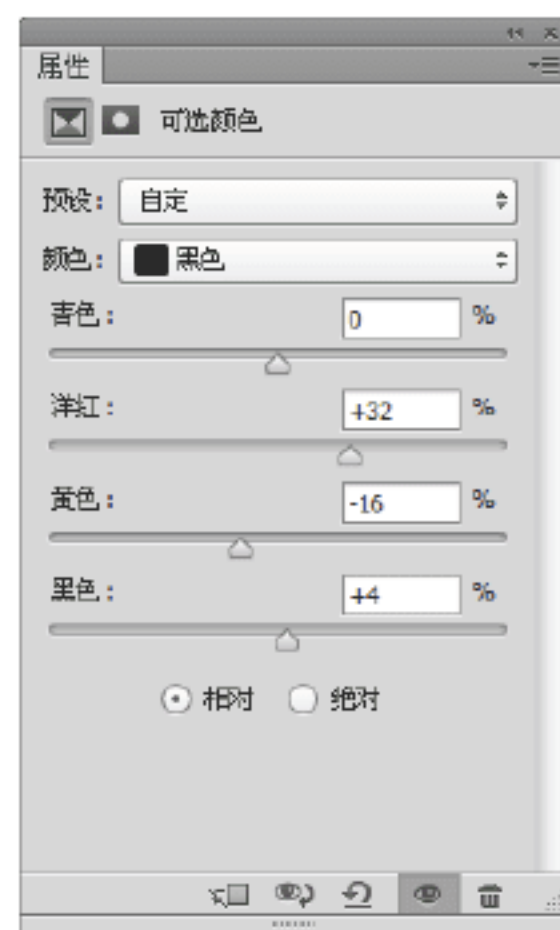 属性
可选颜色
预设： 自定
颜色： 黑色
青色： 0 %
洋红： +32 %
黄色： -16 %
黑色： +4 %
相对 绝对